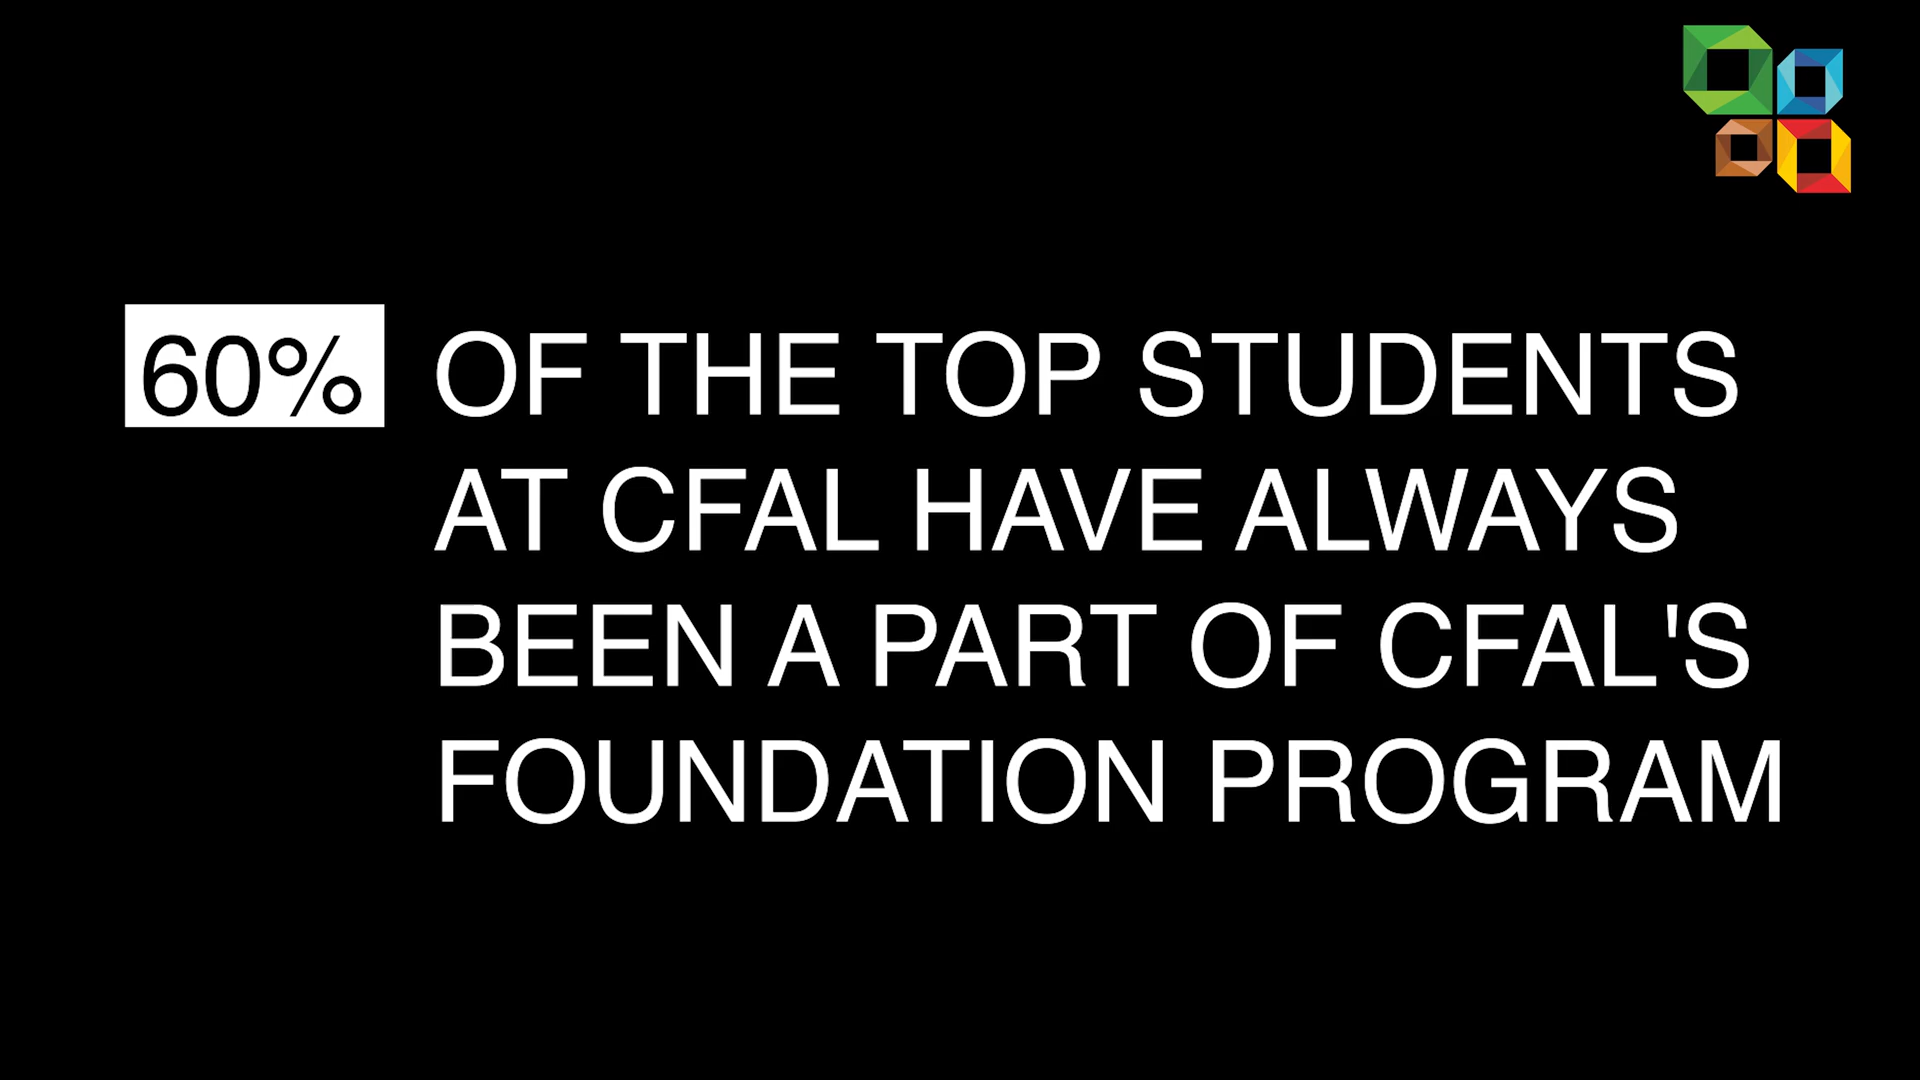 60% OF THE TOP STUDENTS
AT CFAL HAVE ALWAYS
BEEN A PART OF CFAL'S
FOUNDATION PROGRAM